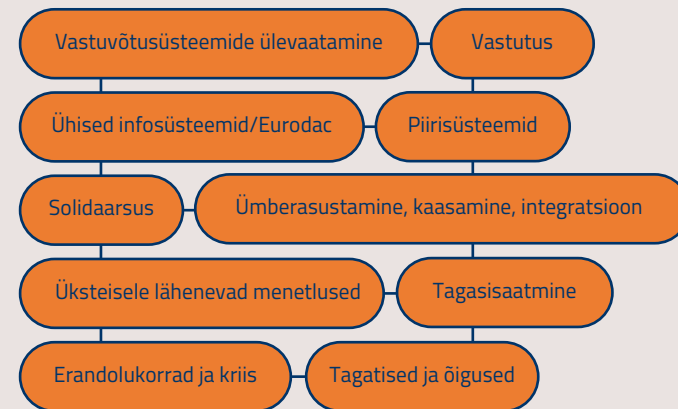 Vastuvõtusüsteemide ülevaatamine
Vastutus
Ühised infosüsteemid/Eurodac
Piirisüsteemid
Solidaarsus
Ümberasustamine, kaasamine, integratsioon
Üksteisele lähenevad menetlused
Tagasisaatmine
Erandolukorrad ja kriis
Tagatised ja õigused